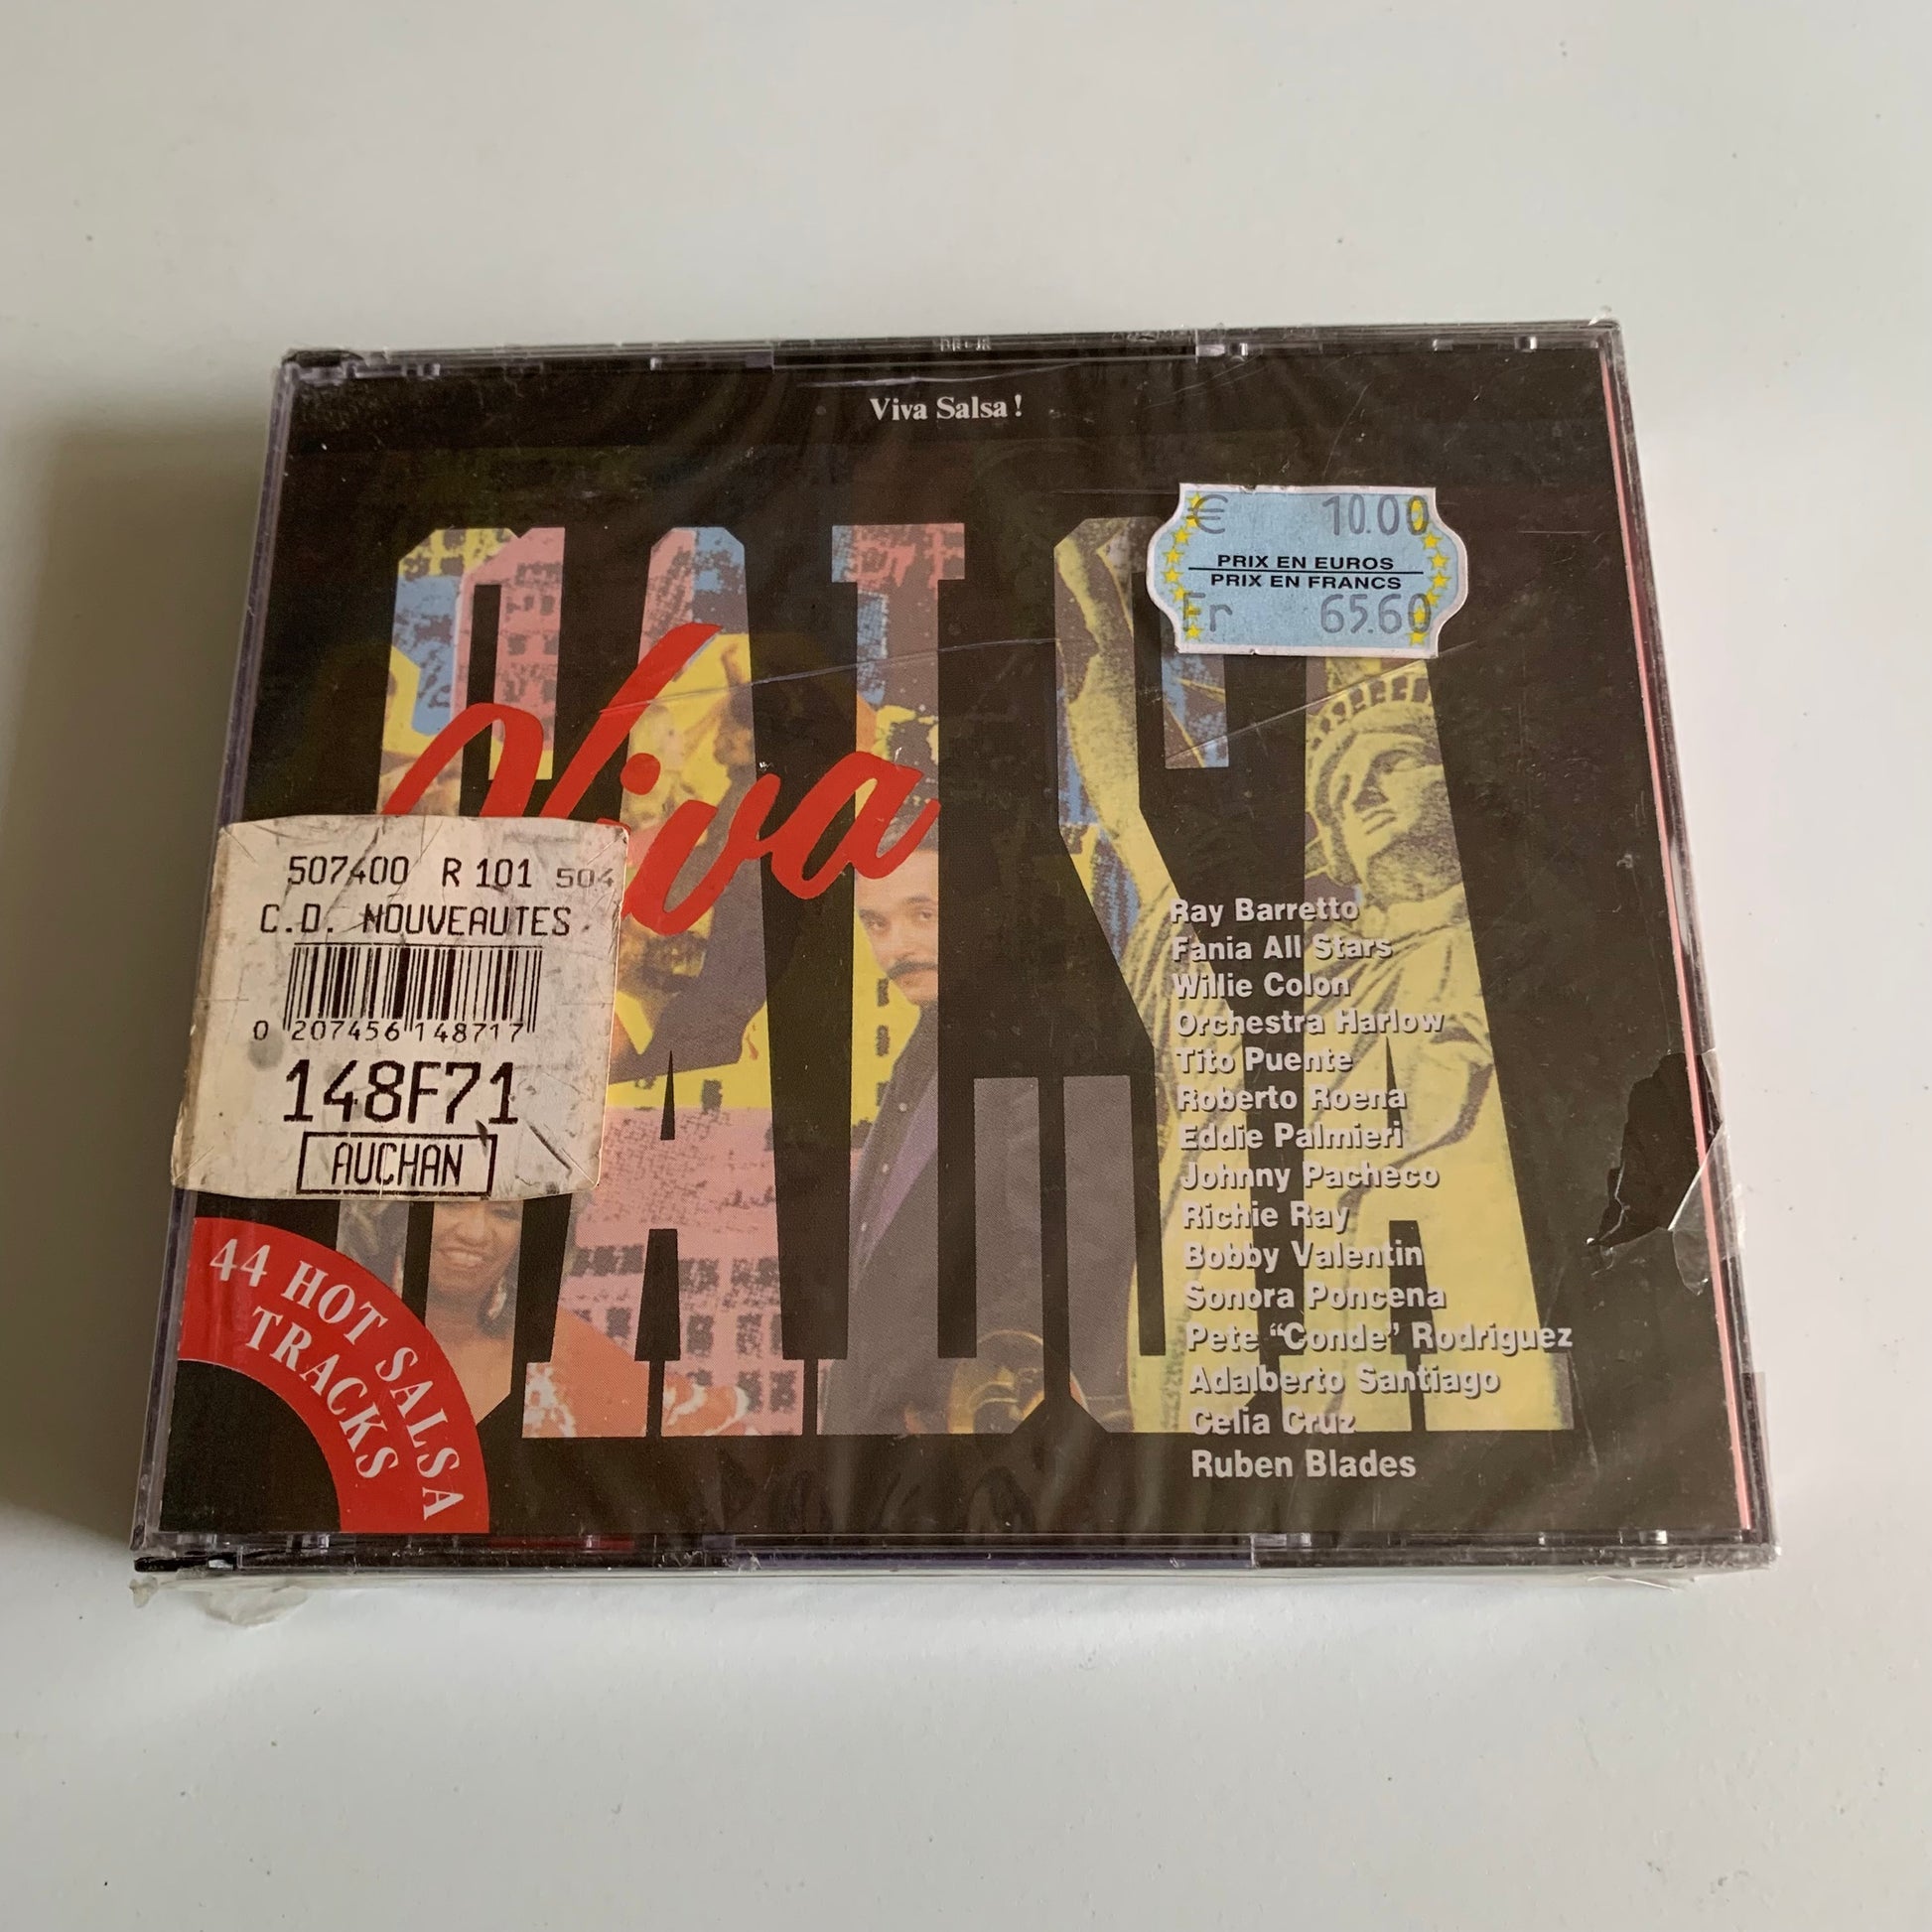 Viva Salsa!
€ 10.00
PRIX EN EUROS
PRIX EN FRANCS
Fr 65.60
SALSA
Viva
507400 R 101 504
C.D. NOUVEAUTES
0 207456 148717
148F71
AUCHAN
44 HOT SALSA
TRACKS
Ray Barretto
Fania All Stars
Willie Colon
Orchestra Harlow
Tito Puente
Roberto Roena
Eddie Palmieri
Johnny Pacheco
Richie Ray
Bobby Valentin
Sonora Poncena
Pete “Conde” Rodriguez
Adalberto Santiago
Celia Cruz
Ruben Blades